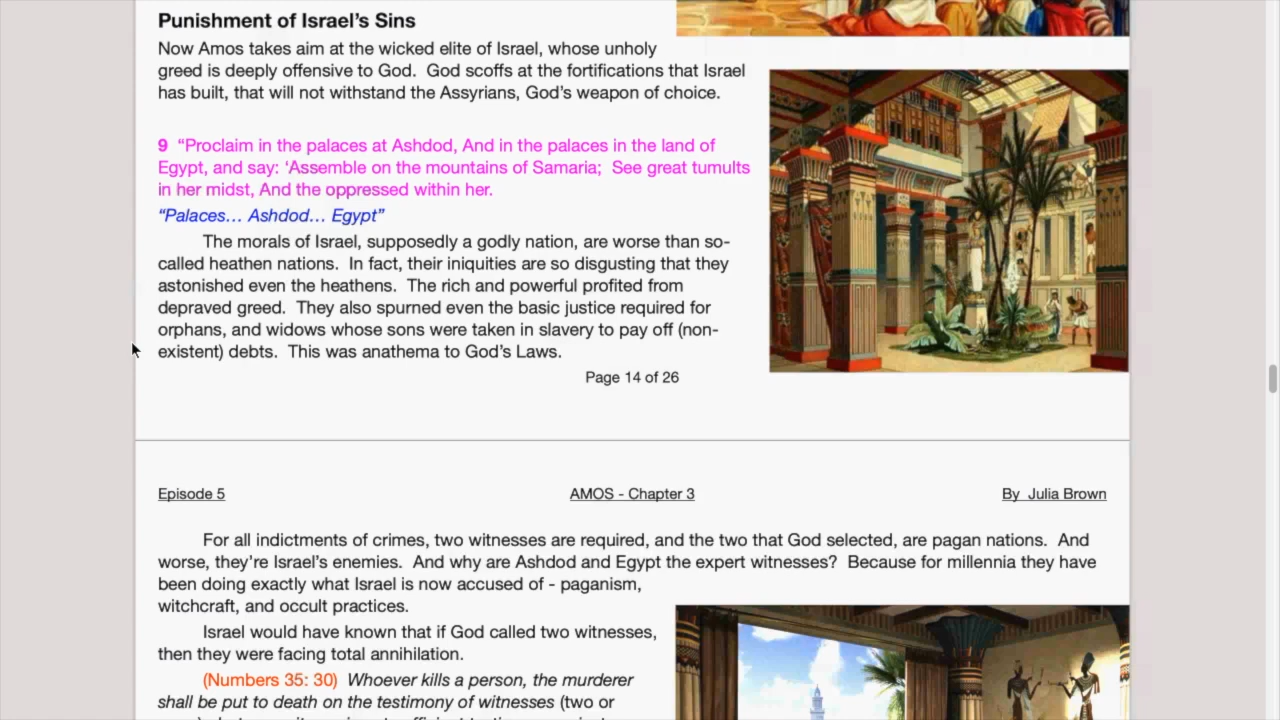 Punishment of Israel's Sins
Now Amos takes aim at the wicked elite of Israel, whose unholy
greed is deeply offensive to God.  God scoffs at the fortifications that Israel
has built, that will not withstand the Assyrians, God's weapon of choice.
9  “Proclaim in the palaces at Ashdod, And in the palaces in the land of
Egypt, and say: ‘Assemble on the mountains of Samaria;  See great tumults
in her midst, And the oppressed within her.
“Palaces… Ashdod… Egypt”
The morals of Israel, supposedly a godly nation, are worse than so-
called heathen nations.  In fact, their iniquities are so disgusting that they
astonished even the heathens.  The rich and powerful profited from
depraved greed.  They also spurned even the basic justice required for
orphans, and widows whose sons were taken in slavery to pay off (non-
existent) debts.  This was anathema to God's Laws.
Page 14 of 26
Episode 5
AMOS - Chapter 3
By  Julia Brown
For all indictments of crimes, two witnesses are required, and the two that God selected, are pagan nations.  And
worse, they're Israel's enemies.  And why are Ashdod and Egypt the expert witnesses?  Because for millennia they have
been doing exactly what Israel is now accused of - paganism,
witchcraft, and occult practices.
Israel would have known that if God called two witnesses,
then they were facing total annihilation.
(Numbers 35: 30)  Whoever kills a person, the murderer
shall be put to death on the testimony of witnesses (two or